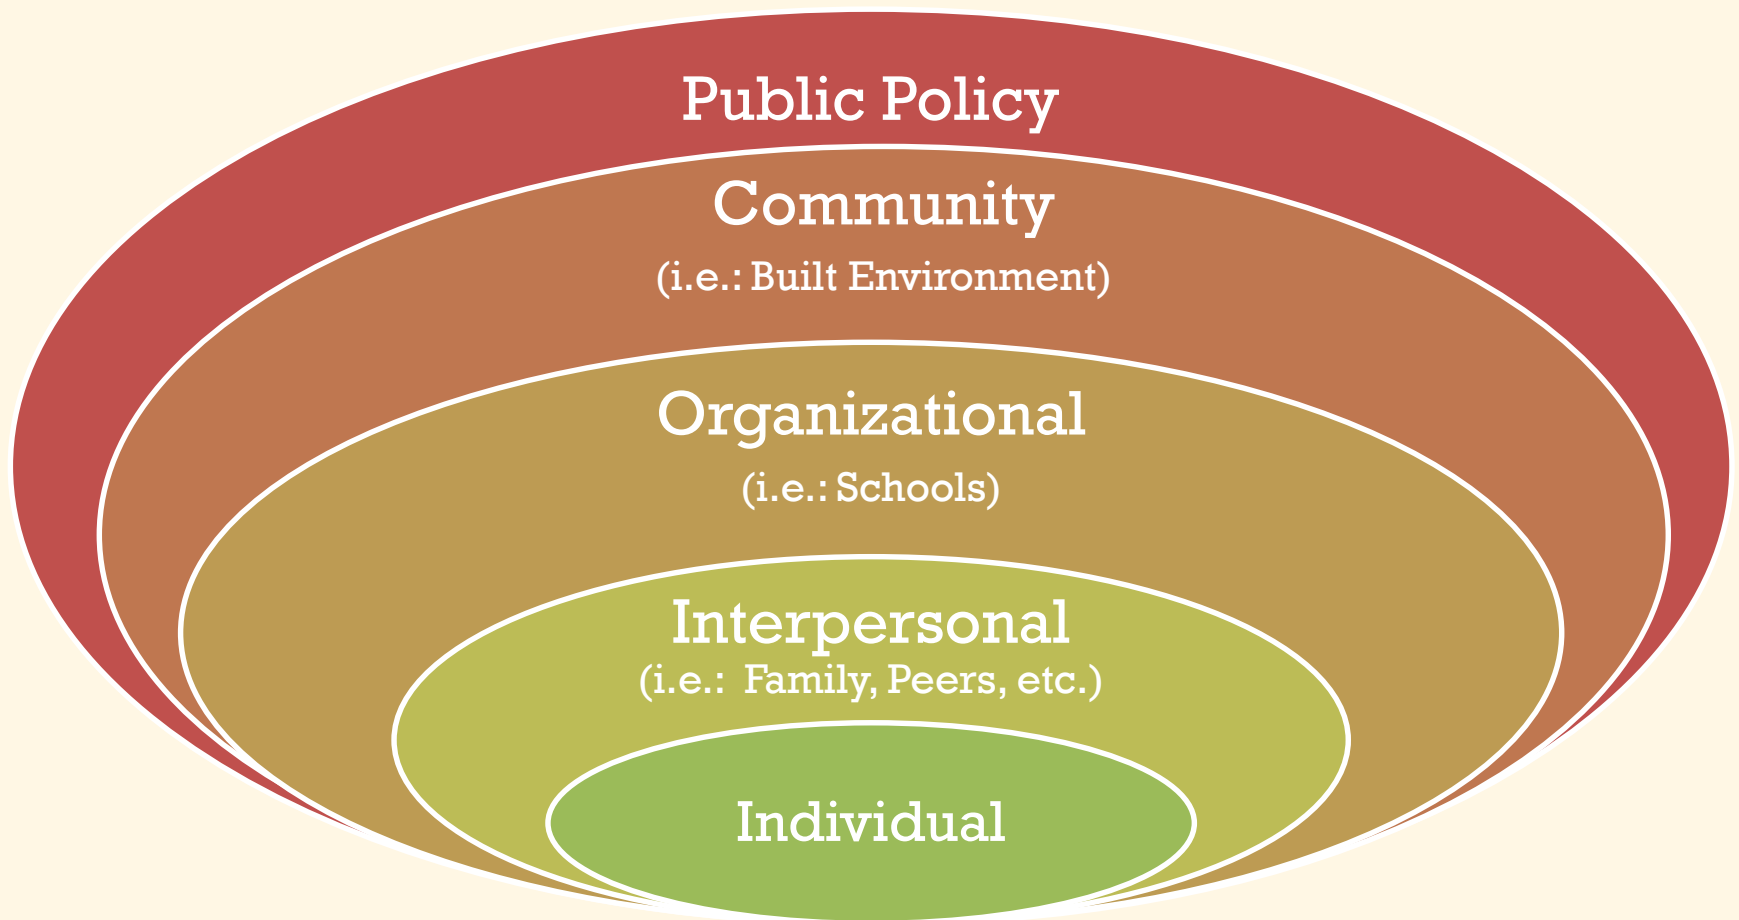 Public Policy
Community
(i.e.: Built Environment)
Organizational
(i.e.: Schools)
Interpersonal
(i.e.: Family, Peers, etc.)
Individual